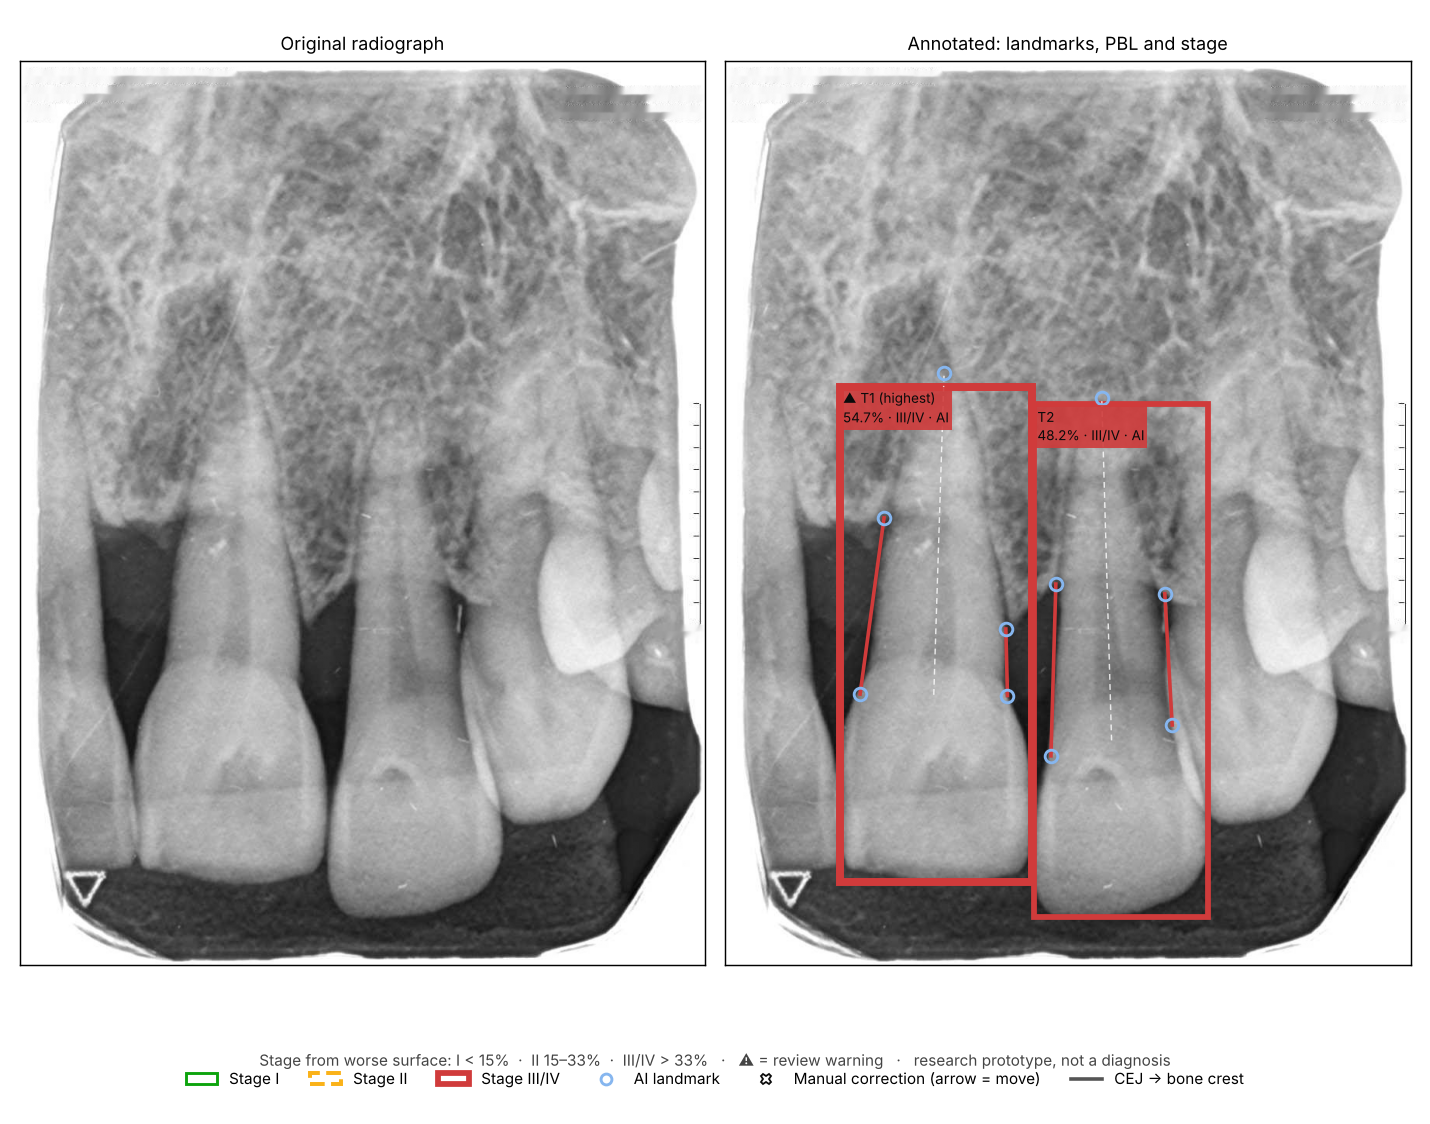 Original radiograph
Annotated: landmarks, PBL and stage
▲ T1 (highest)
54.7% · III/IV · AI
T2
48.2% · III/IV · AI
Stage from worse surface: I < 15% · II 15–33% · III/IV > 33% · ⚠ = review warning · research prototype, not a diagnosis
Stage I
Stage II
Stage III/IV
AI landmark
Manual correction (arrow = move)
CEJ → bone crest